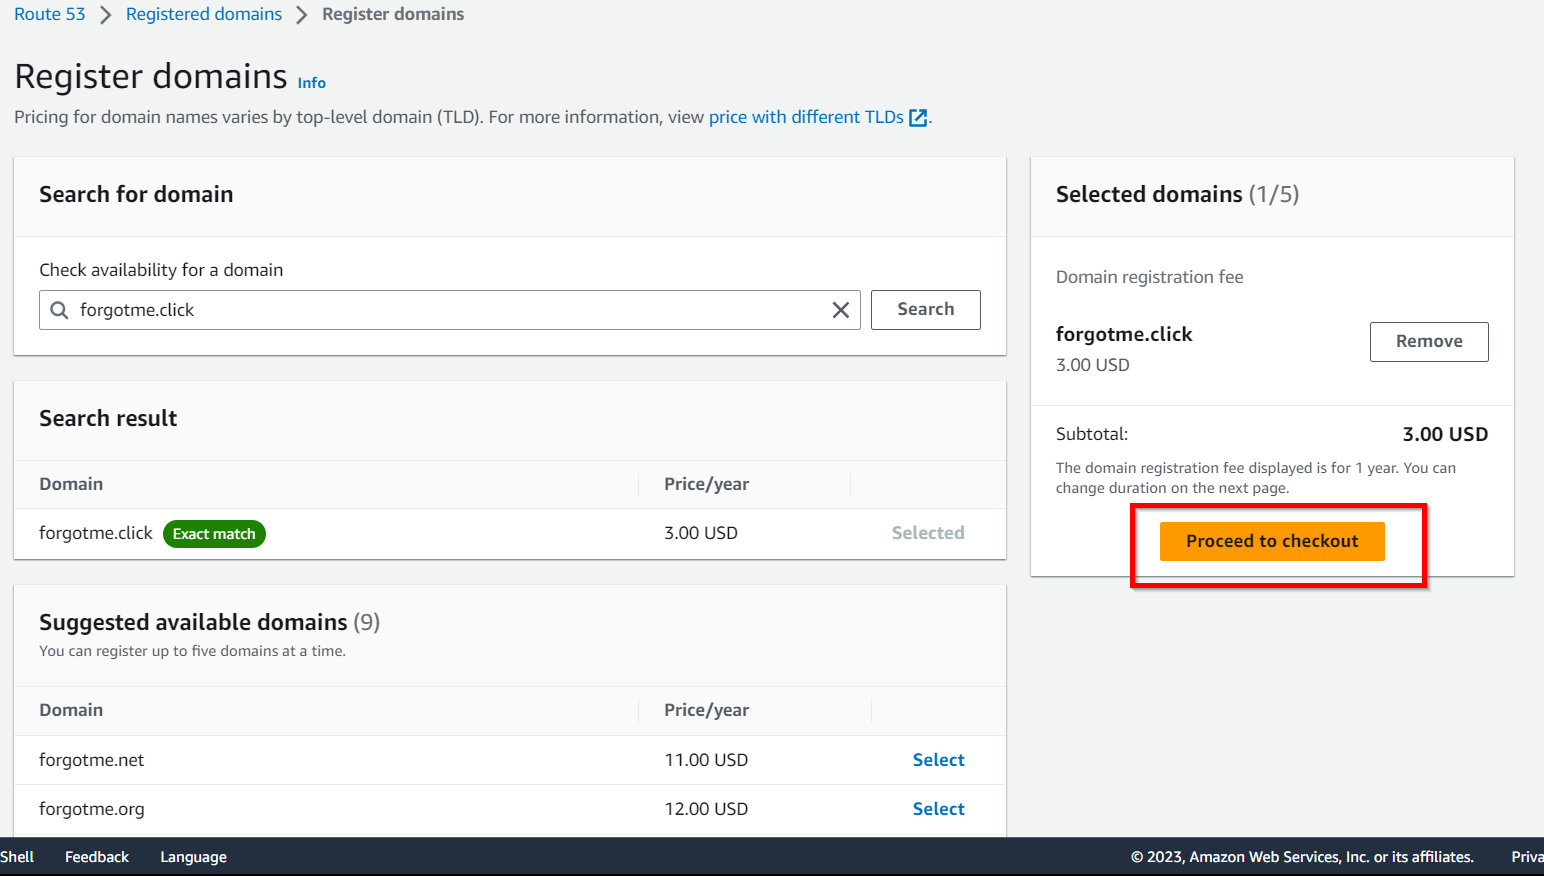 Route 53 > Registered domains > Register domains
Register domains Info
Pricing for domain names varies by top-level domain (TLD). For more information, view price with different TLDs.
Search for domain
Check availability for a domain
forgotme.click
Search
Search result
Domain Price/year
forgotme.click Exact match 3.00 USD Selected
Suggested available domains (9)
You can register up to five domains at a time.
Domain Price/year
forgotme.net 11.00 USD Select
forgotme.org 12.00 USD Select
Selected domains (1/5)
Domain registration fee
forgotme.click
3.00 USD
Remove
Subtotal: 3.00 USD
The domain registration fee displayed is for 1 year. You can
change duration on the next page.
Proceed to checkout
Shell Feedback Language © 2023, Amazon Web Services, Inc. or its affiliates. Priva